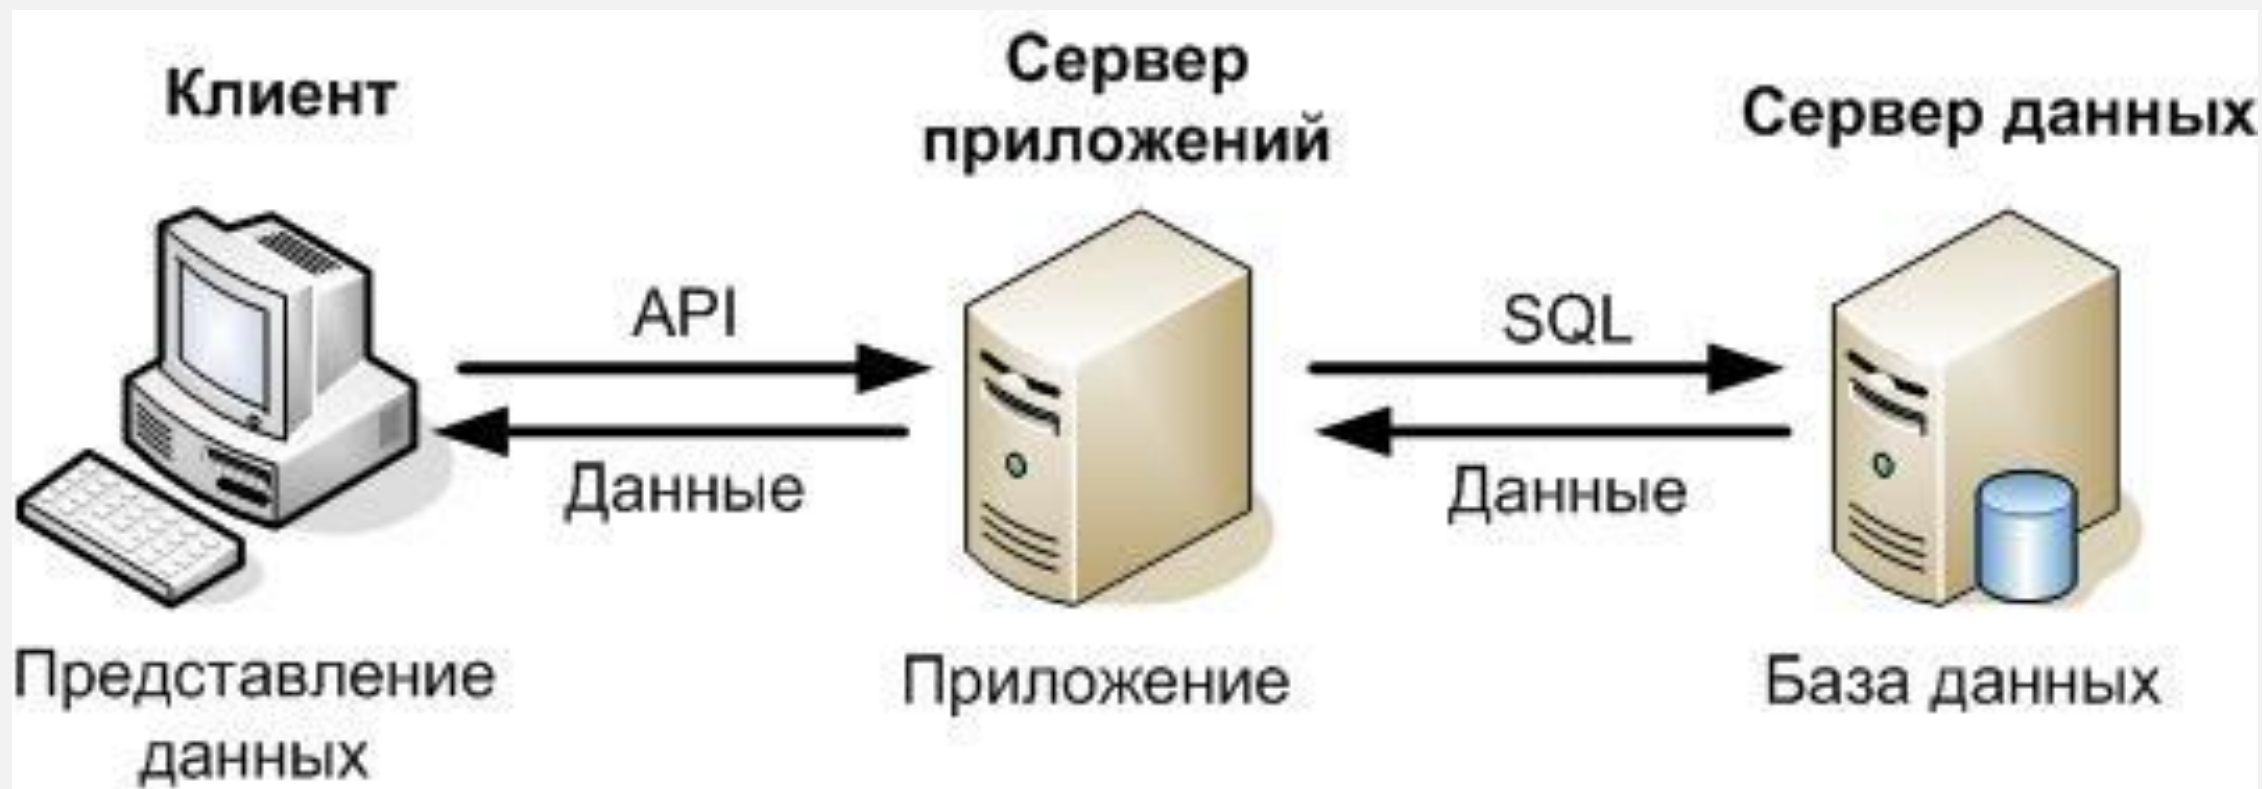 Клиент
Сервер
приложений
Сервер данных
API
SQL
Данные
Данные
Представление
данных
Приложение
База данных